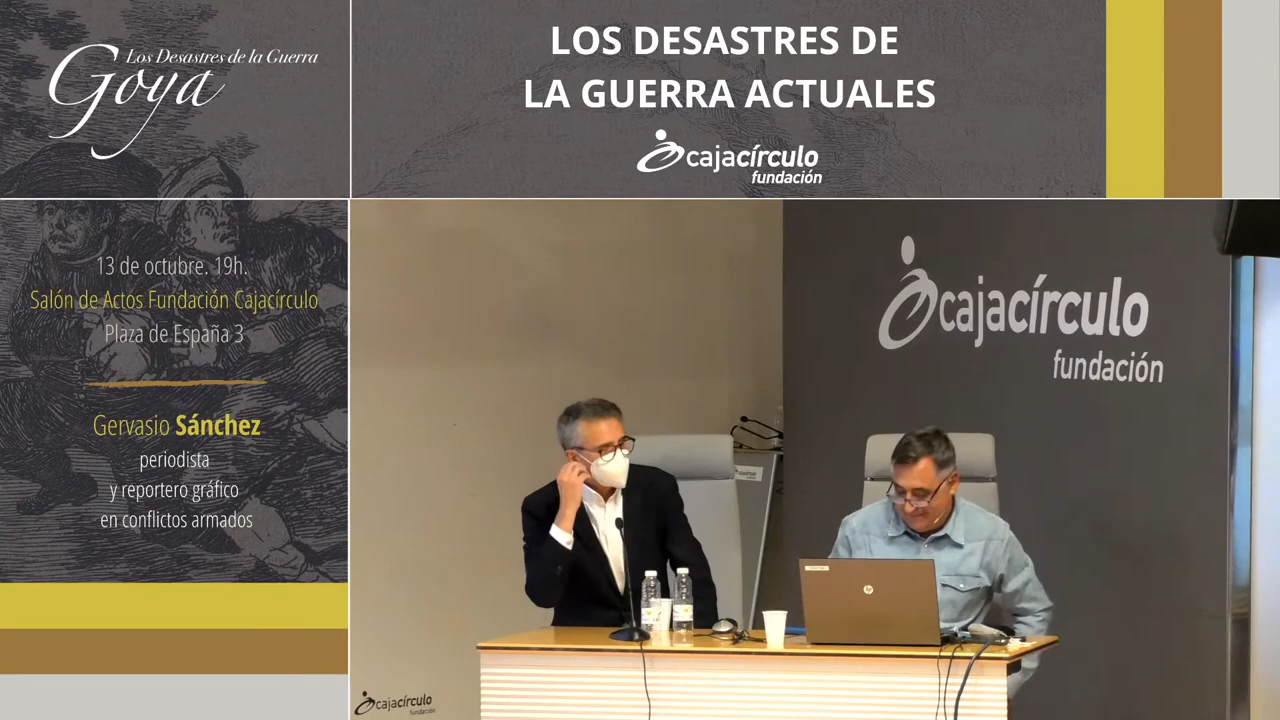 Los Desastres de la Guerra
Goya
LOS DESASTRES DE
LA GUERRA ACTUALES
cajacírculo
fundación
13 de octubre. 19h.
Salón de Actos Fundación Cajacírculo
Plaza de España 3
Gervasio Sánchez
periodista
y reportero gráfico
en conflictos armados
cajacírculo
fundación
hp
cajacírculo
fundación